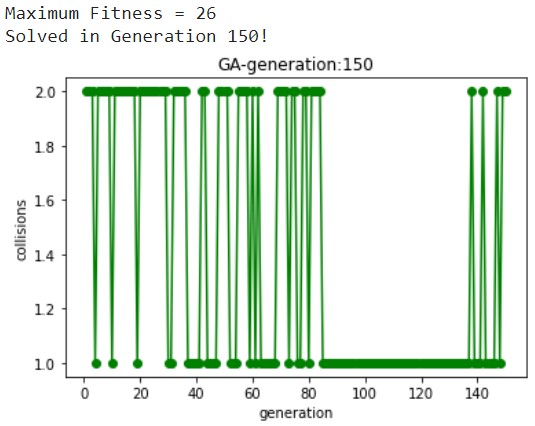 Maximum Fitness = 26
Solved in Generation 150!
GA-generation:150
2.0
1.8
1.6
1.4
1.2
1.0
collisions
0 20 40 60 80 100 120 140
generation